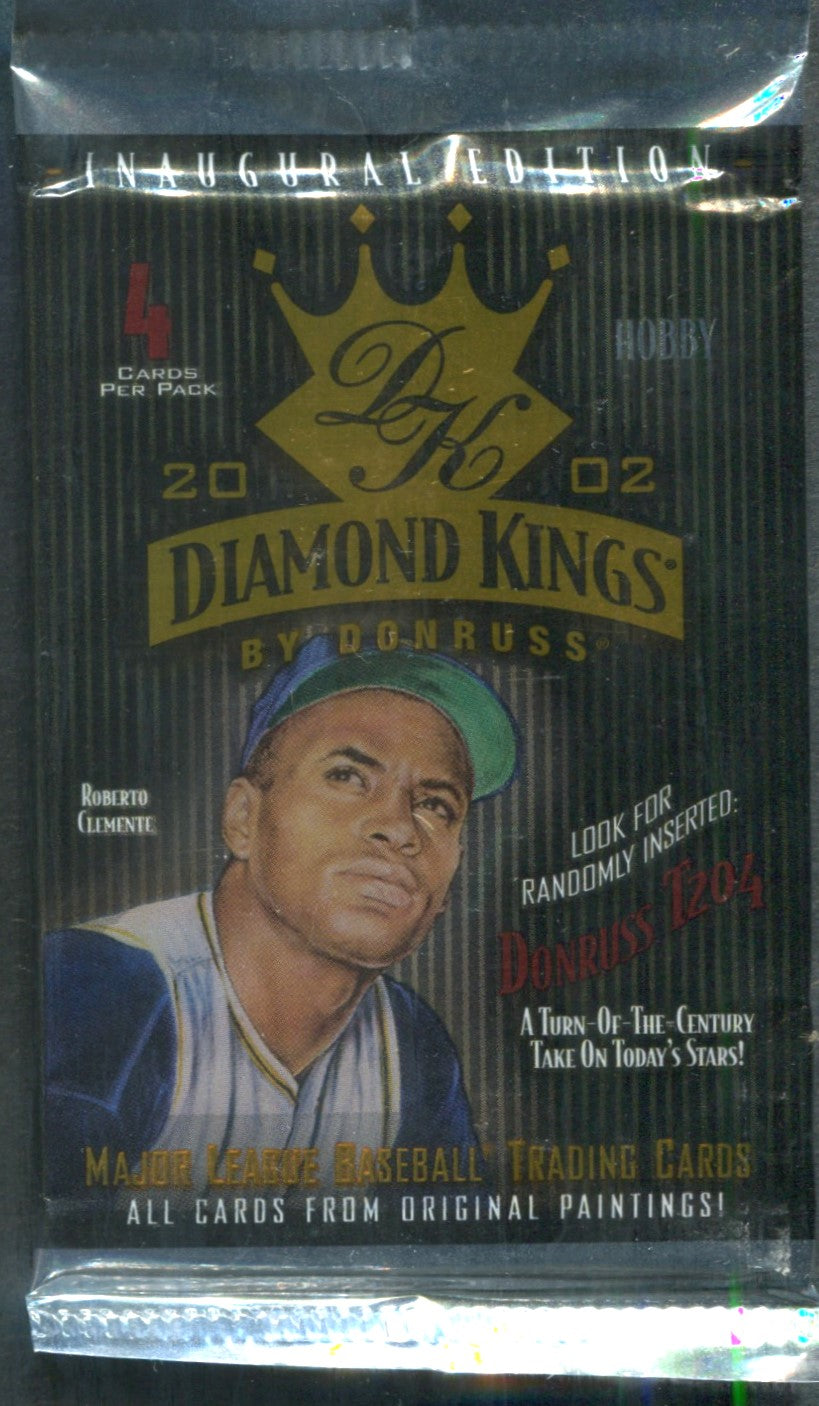 INAUGURAL EDITION
4
CARDS
PER PACK
HOBBY
DK
20 02
DIAMOND KINGS®
BY DONRUSS®
ROBERTO
CLEMENTE
LOOK FOR
RANDOMLY INSERTED:
DONRUSS T204
A TURN-OF-THE-CENTURY
TAKE ON TODAY'S STARS!
MAJOR LEAGUE BASEBALL® TRADING CARDS
ALL CARDS FROM ORIGINAL PAINTINGS!